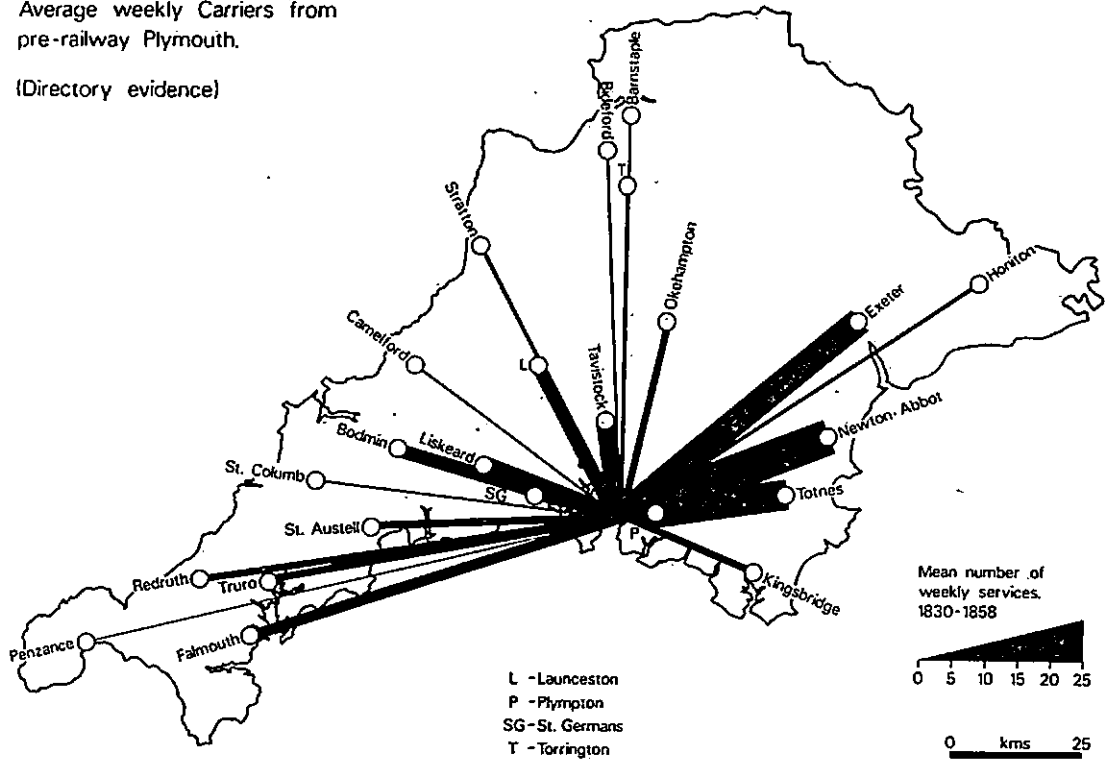 Average weekly Carriers from
pre-railway Plymouth.
(Directory evidence)
Barnstaple
Bideford
T
Stratton
Okehampton
Honiton
Exeter
Camelford
L
Tavistock
Newton Abbot
Bodmin
Liskeard
St. Columb
SG
Totnes
St. Austell
P
Redruth
Truro
Kingsbridge
Penzance
Falmouth
Mean number of
weekly services.
1830-1858
0 5 10 15 20 25
L - Launceston
P - Plympton
SG - St. Germans
T - Torrington
0 kms 25